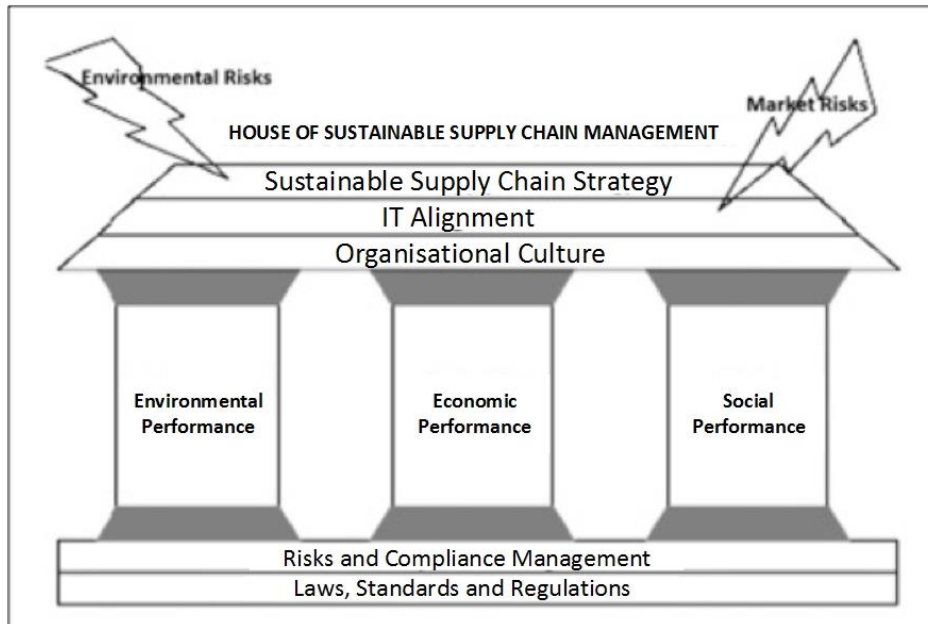 Environmental Risks
Market Risks
HOUSE OF SUSTAINABLE SUPPLY CHAIN MANAGEMENT
Sustainable Supply Chain Strategy
IT Alignment
Organisational Culture
Environmental
Performance
Economic
Performance
Social
Performance
Risks and Compliance Management
Laws, Standards and Regulations